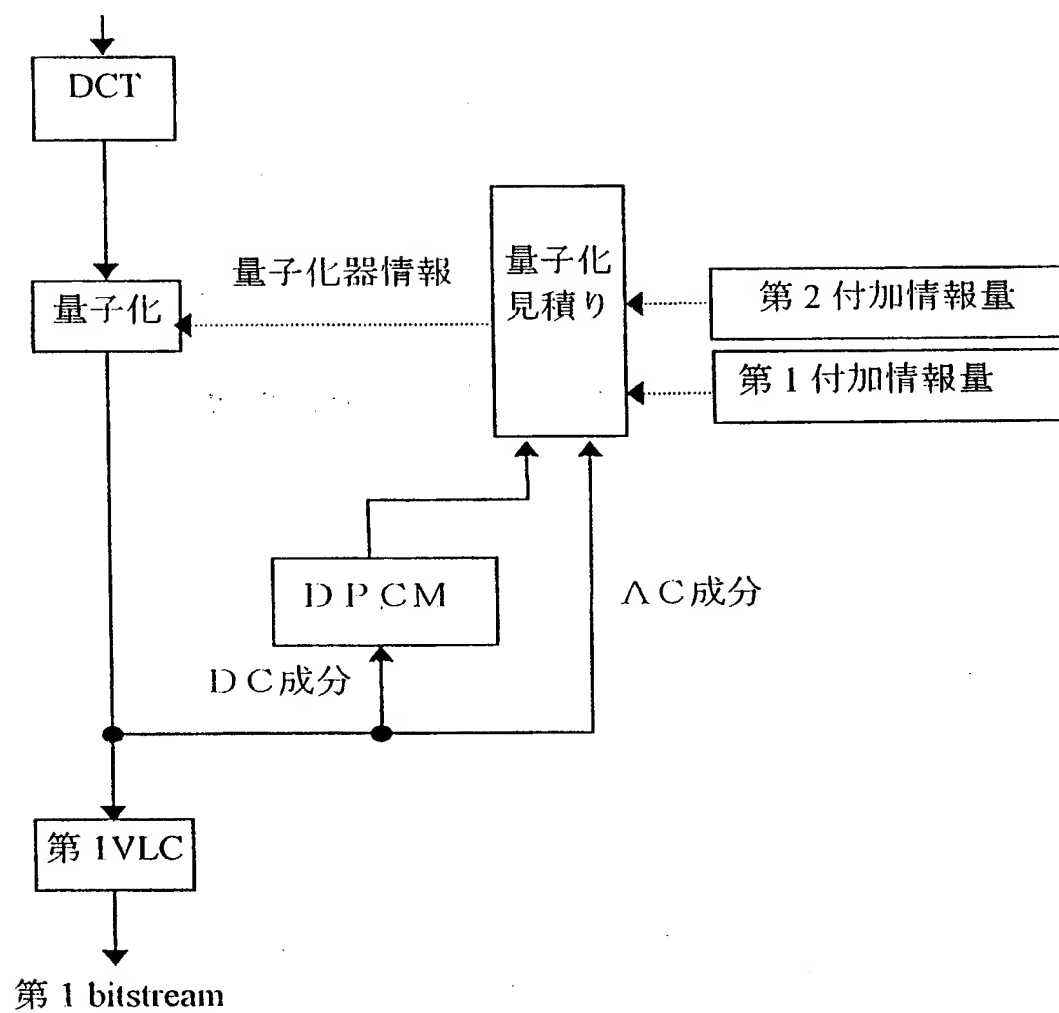 DCT
量子化
見積り
量子化器情報
量子化
第2付加情報量
第1付加情報量
DPCM
AC成分
DC成分
第1VLC
第1 bitstream